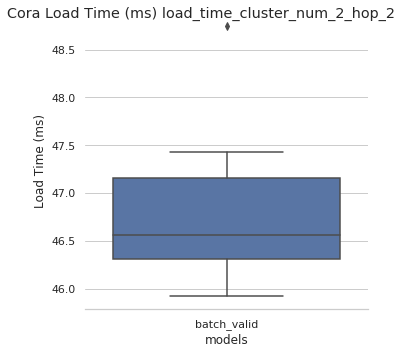 Cora Load Time (ms) load_time_cluster_num_2_hop_2
48.5
48.0
47.5
47.0
46.5
46.0
Load Time (ms)
batch_valid
models